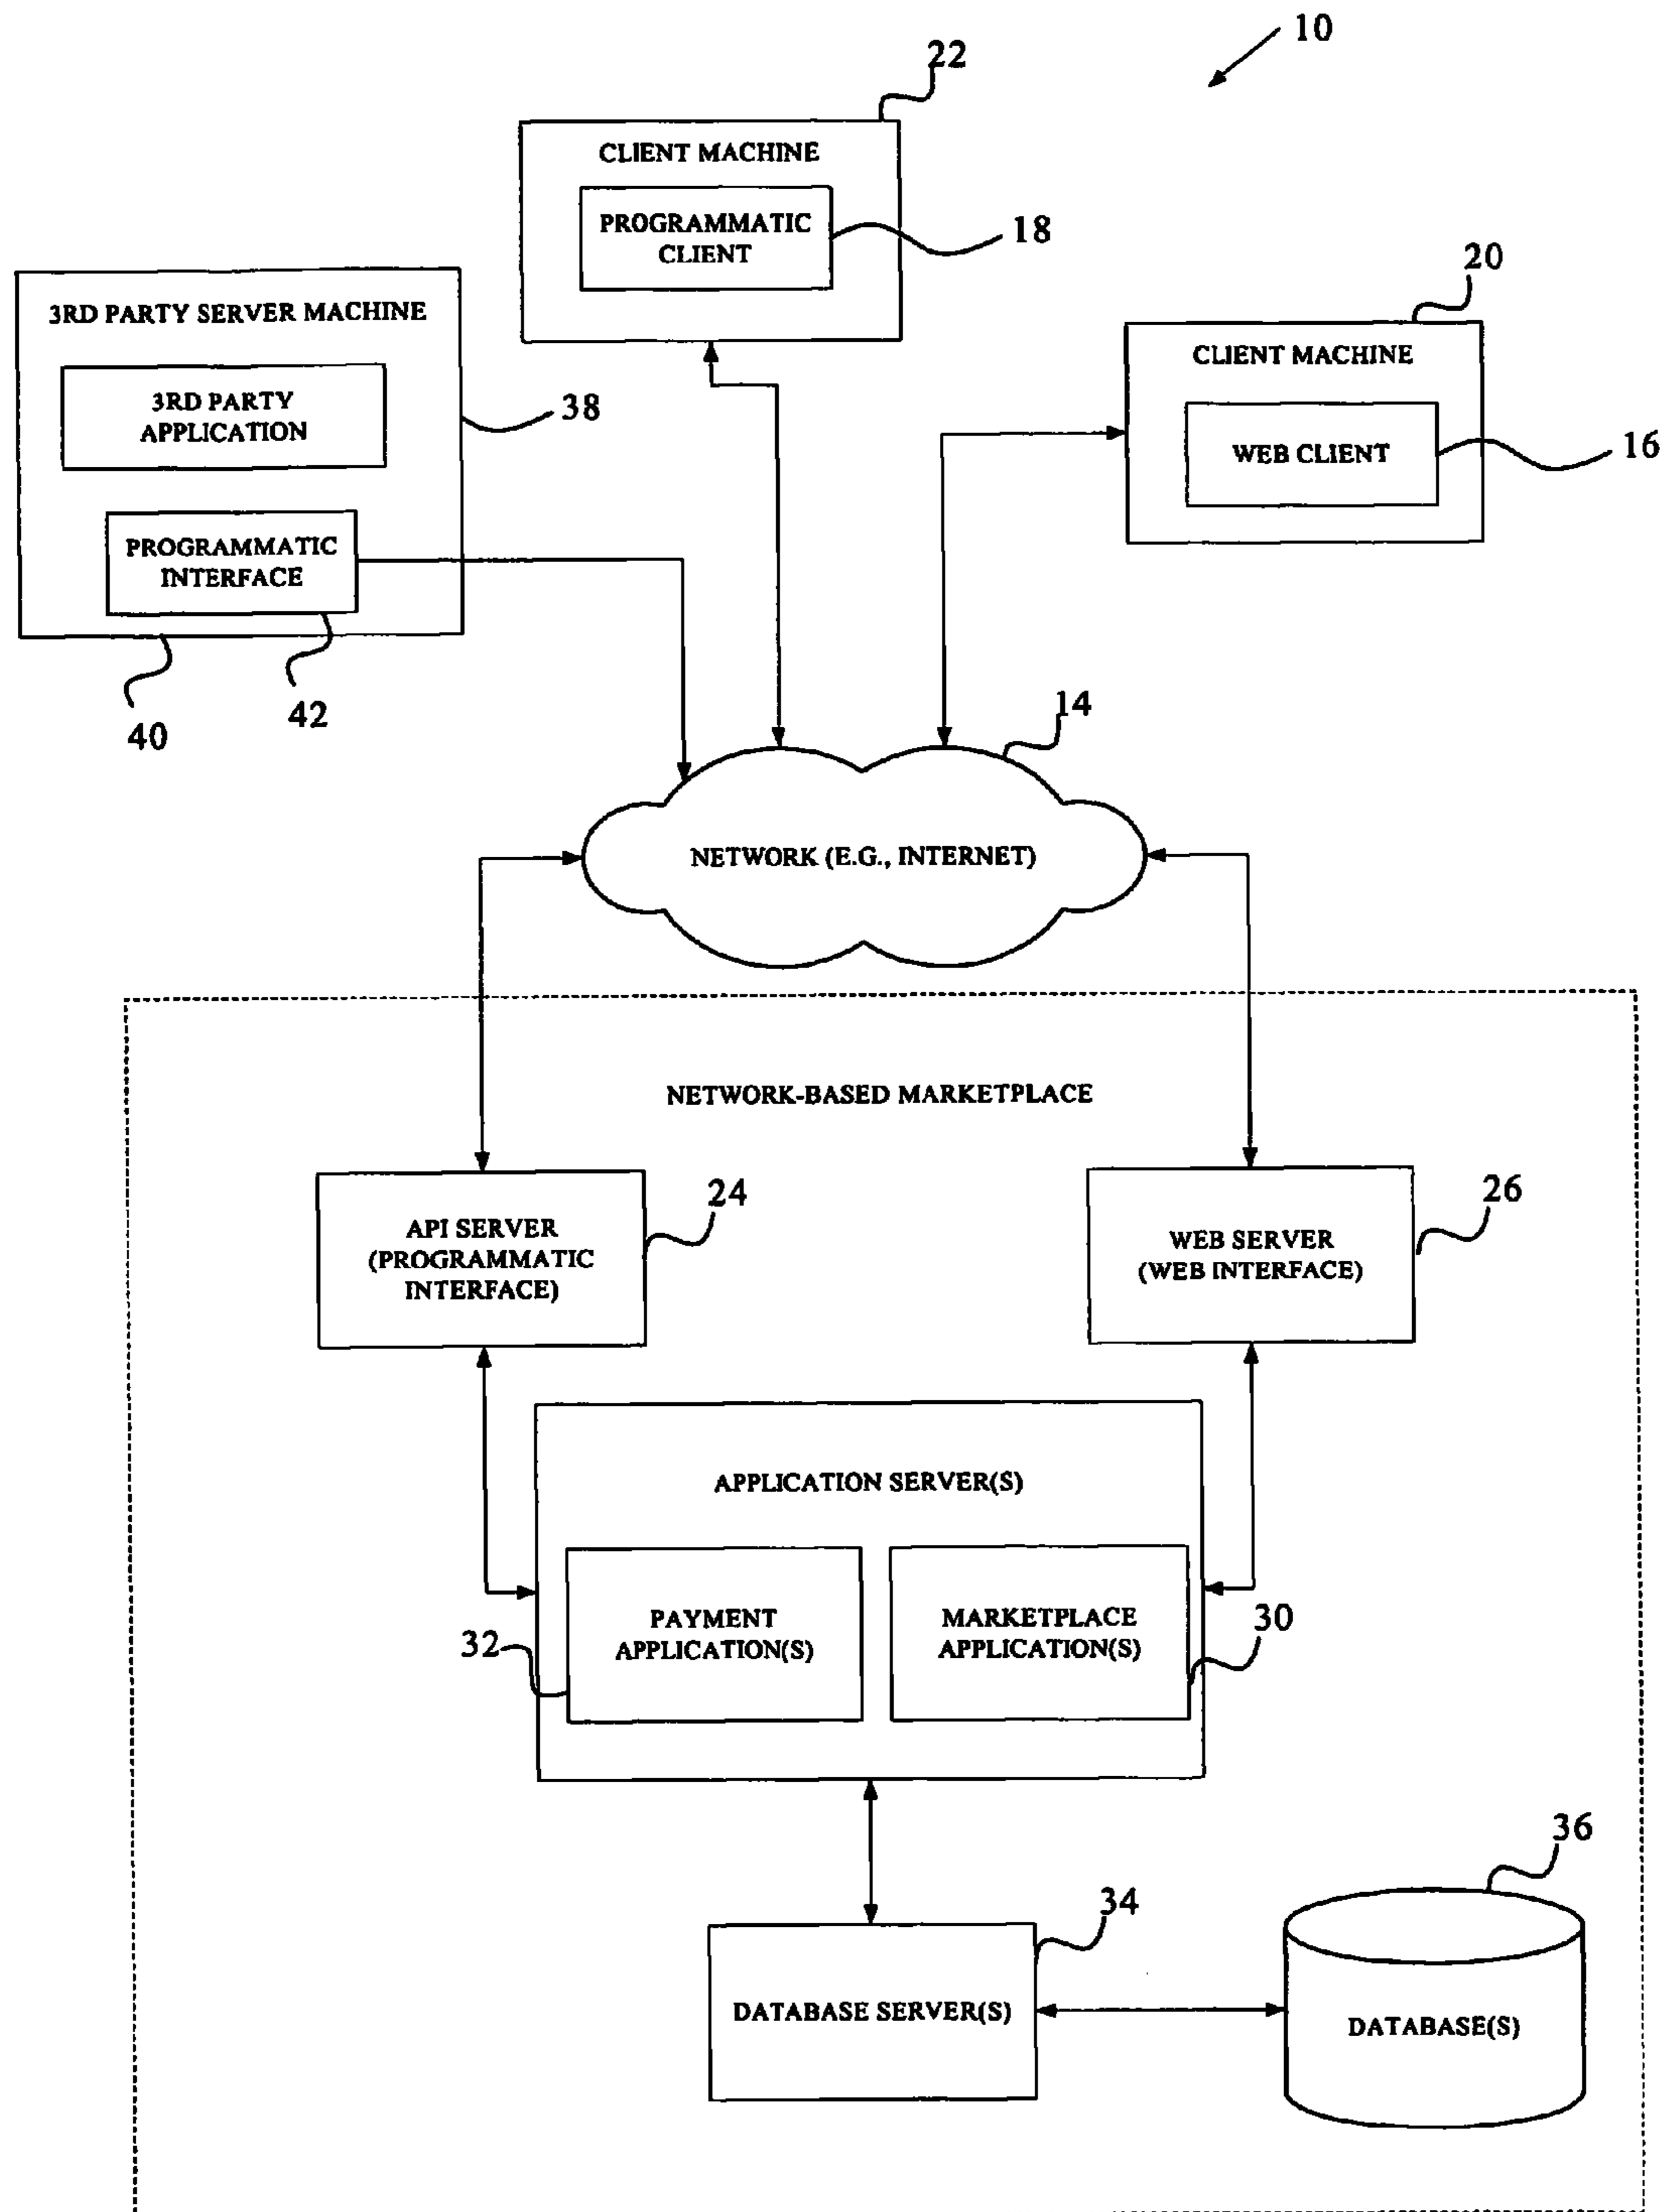 10
22
CLIENT MACHINE
PROGRAMMATIC
CLIENT
18
20
3RD PARTY SERVER MACHINE
CLIENT MACHINE
3RD PARTY
APPLICATION
38
WEB CLIENT
16
PROGRAMMATIC
INTERFACE
40
42
14
NETWORK (E.G., INTERNET)
NETWORK-BASED MARKETPLACE
24
26
API SERVER
(PROGRAMMATIC
INTERFACE)
WEB SERVER
(WEB INTERFACE)
APPLICATION SERVER(S)
32
PAYMENT
APPLICATION(S)
MARKETPLACE
APPLICATION(S)
30
36
34
DATABASE SERVER(S)
DATABASE(S)